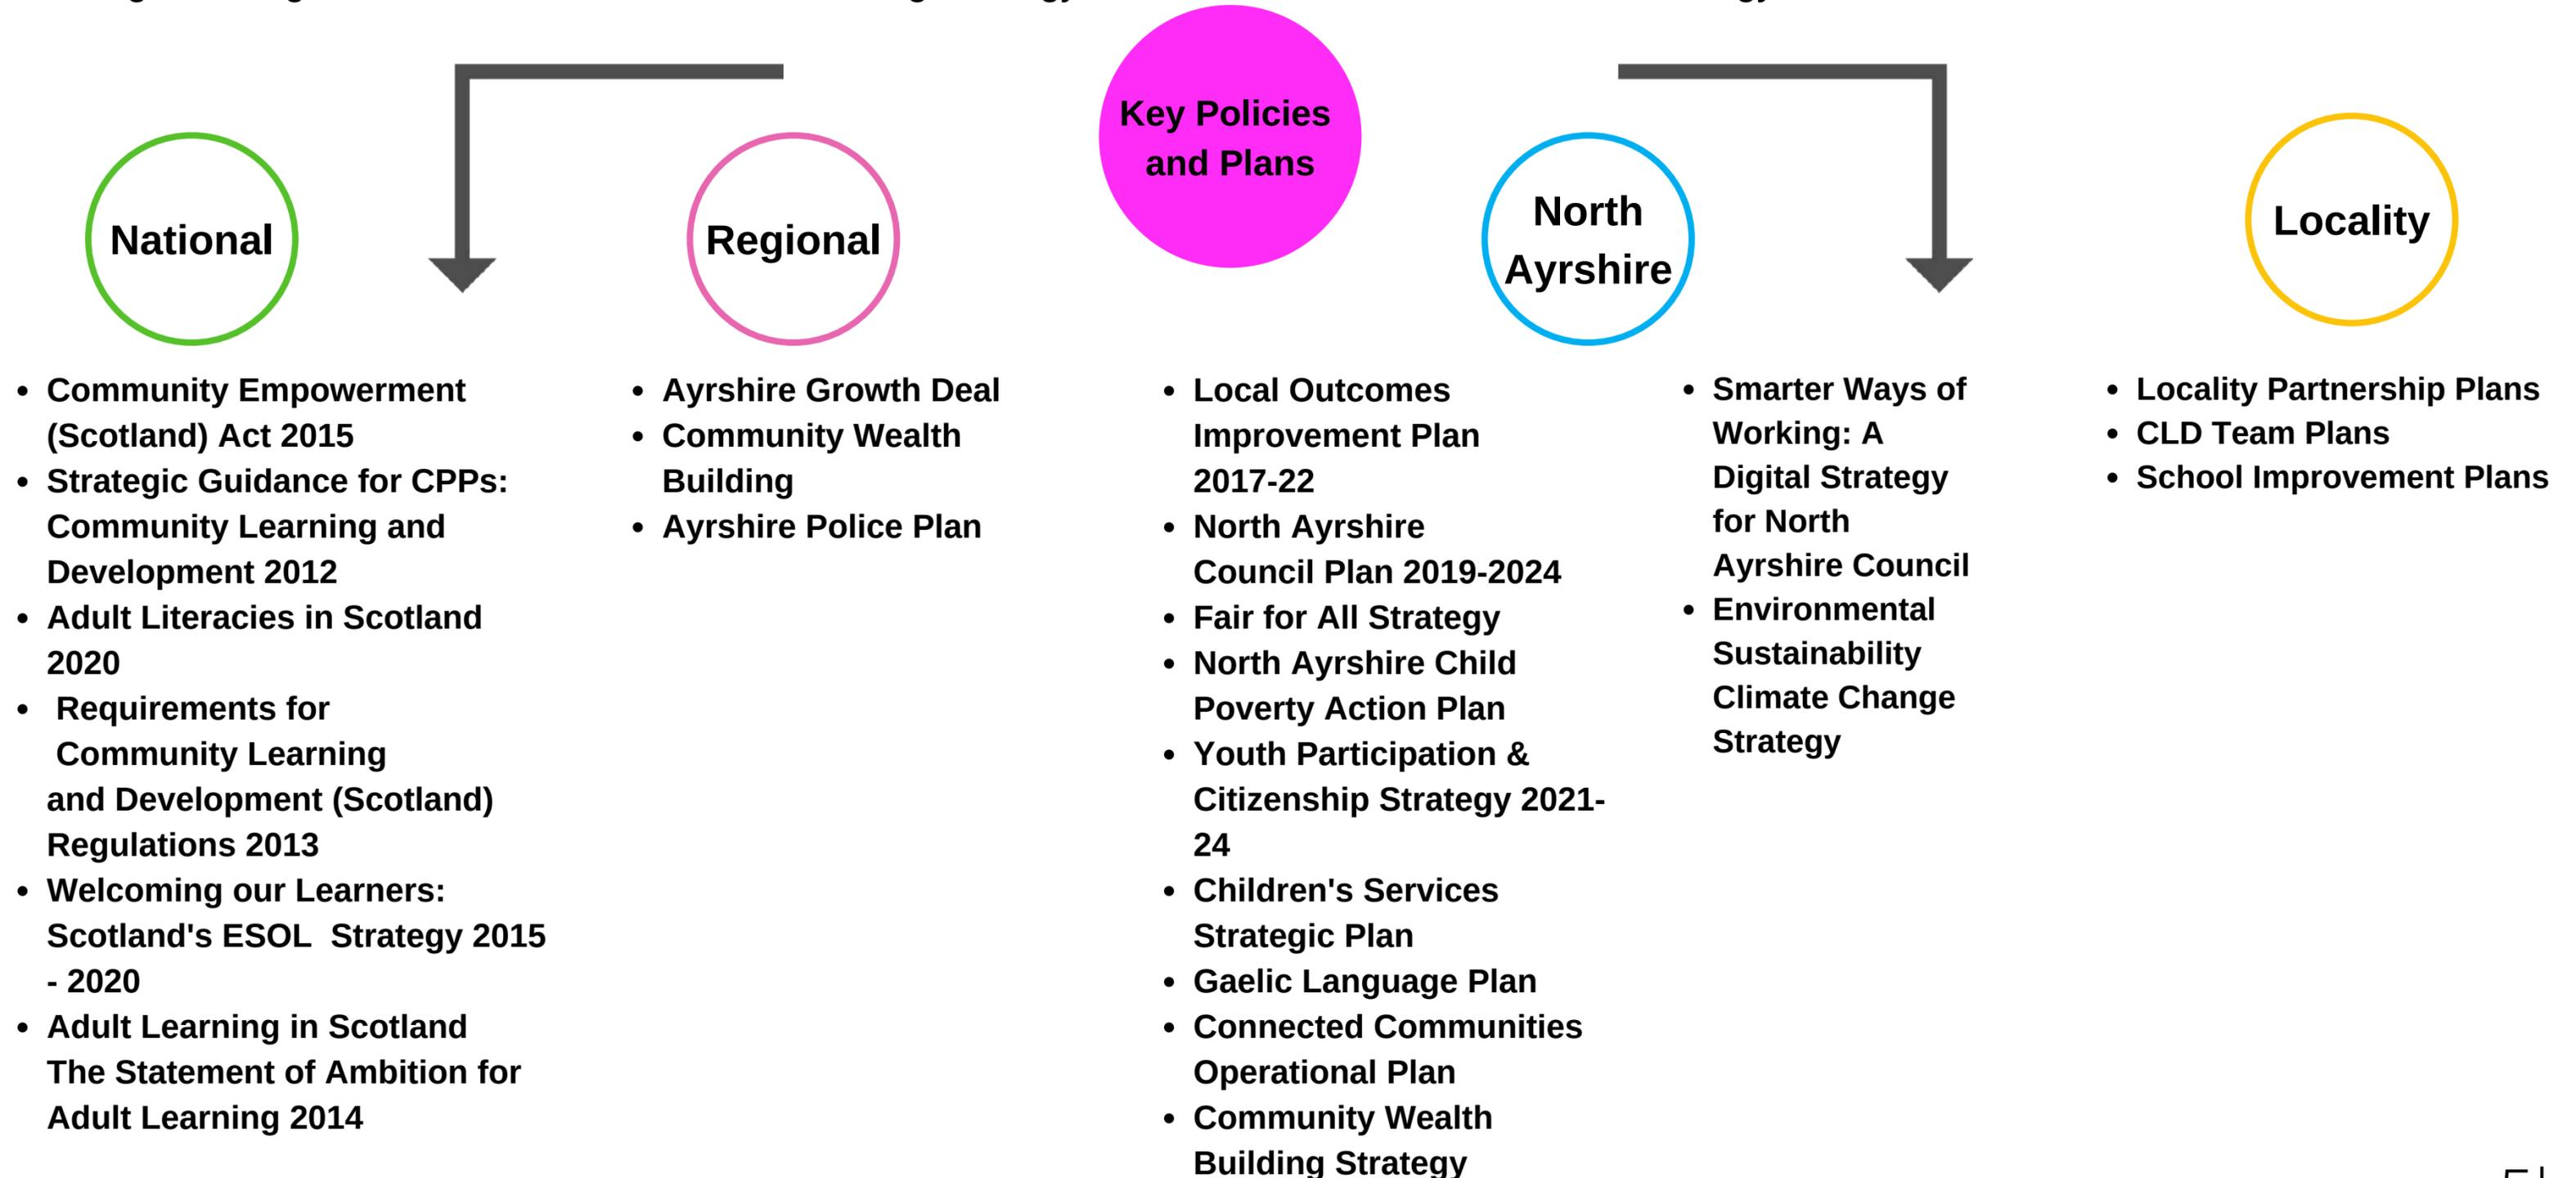 Key Policies
and Plans
National
Regional
North
Ayrshire
Locality
• Community Empowerment
(Scotland) Act 2015
• Strategic Guidance for CPPs:
Community Learning and
Development 2012
• Adult Literacies in Scotland
2020
• Requirements for
Community Learning
and Development (Scotland)
Regulations 2013
• Welcoming our Learners:
Scotland's ESOL  Strategy 2015
- 2020
• Adult Learning in Scotland
The Statement of Ambition for
Adult Learning 2014
• Ayrshire Growth Deal
• Community Wealth
Building
• Ayrshire Police Plan
• Local Outcomes
Improvement Plan
2017-22
• North Ayrshire
Council Plan 2019-2024
• Fair for All Strategy
• North Ayrshire Child
Poverty Action Plan
• Youth Participation &
Citizenship Strategy 2021-
24
• Children's Services
Strategic Plan
• Gaelic Language Plan
• Connected Communities
Operational Plan
• Community Wealth
Building Strategy
• Smarter Ways of
Working: A
Digital Strategy
for North
Ayrshire Council
• Environmental
Sustainability
Climate Change
Strategy
• Locality Partnership Plans
• CLD Team Plans
• School Improvement Plans